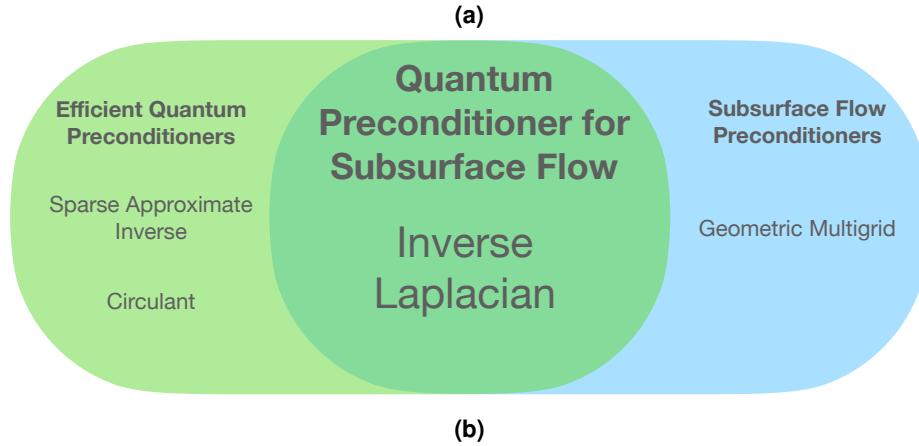 (a)
Quantum
Preconditioner for
Subsurface Flow
Efficient Quantum
Preconditioners
Subsurface Flow
Preconditioners
Sparse Approximate
Inverse
Inverse
Laplacian
Geometric Multigrid
Circulant
(b)